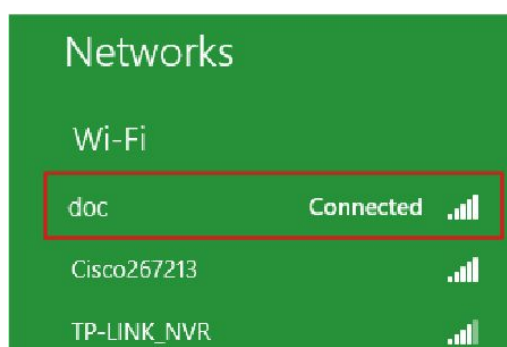 Networks
Wi-Fi
doc Connected
Cisco267213
TP-LINK_NVR